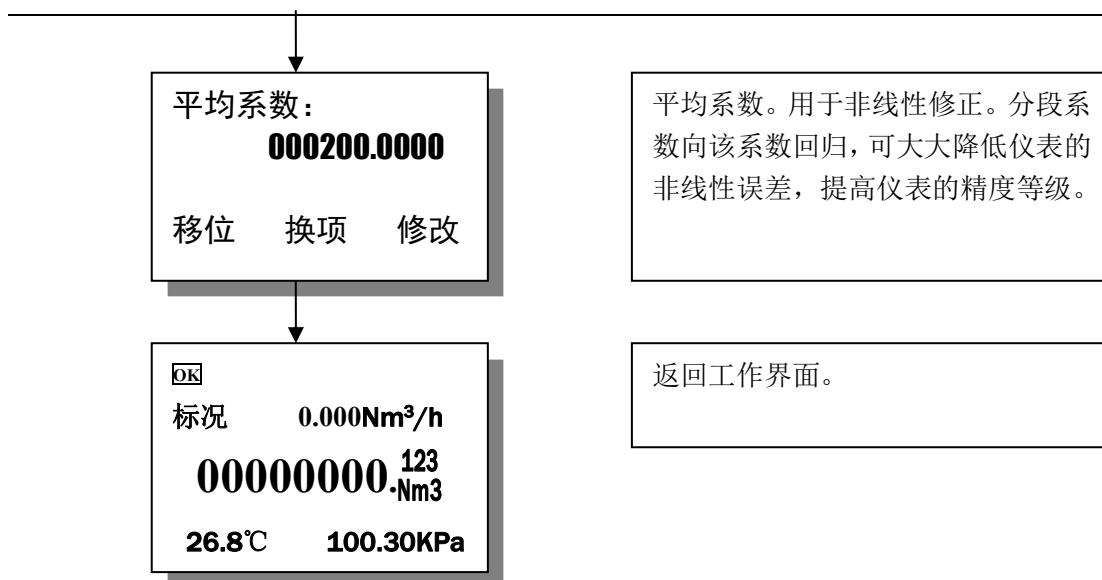 平均系数：
000200.0000
移位 换项 修改
平均系数。用于非线性修正。分段系
数向该系数回归，可大大降低仪表的
非线性误差，提高仪表的精度等级。
OK
标况 0.000Nm³/h
00000000.123
Nm3
26.8℃ 100.30KPa
返回工作界面。